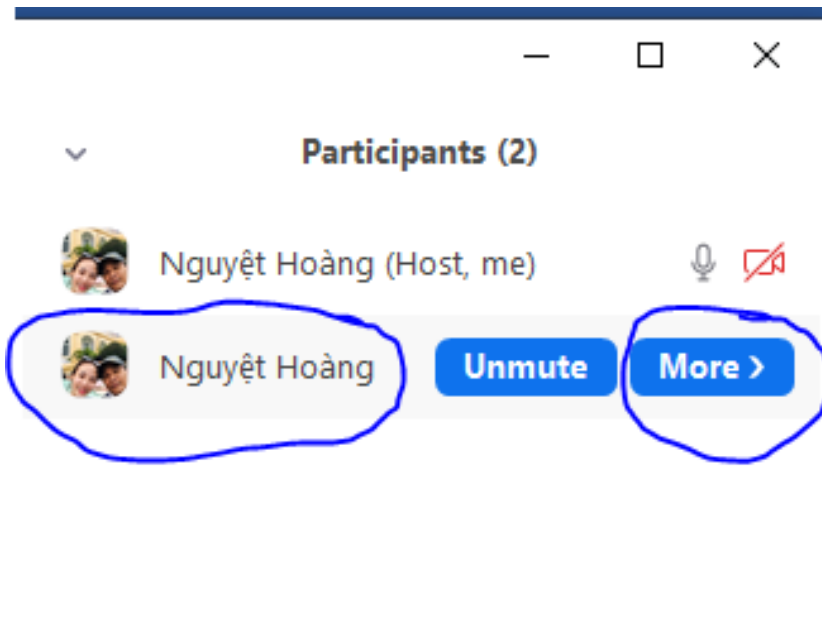 Participants (2)
Nguyệt Hoàng (Host, me)
Nguyệt Hoàng Unmute More >